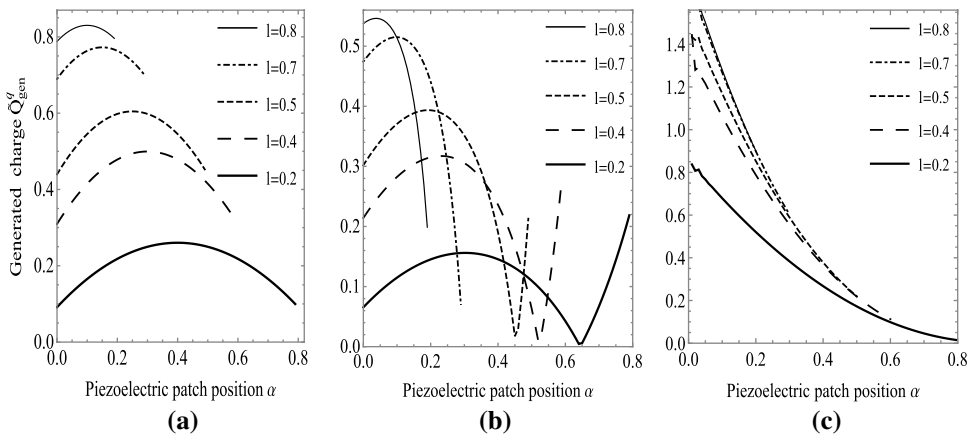 Generated charge Q̃ᵍgen
0.8
0.6
0.4
0.2
0.0
0.0 0.2 0.4 0.6 0.8
l=0.8
l=0.7
l=0.5
l=0.4
l=0.2
Piezoelectric patch position α
(a)
0.5
0.4
0.3
0.2
0.1
0.0
0.0 0.2 0.4 0.6 0.8
l=0.8
l=0.7
l=0.5
l=0.4
l=0.2
Piezoelectric patch position α
(b)
1.4
1.2
1.0
0.8
0.6
0.4
0.2
0.0
0.0 0.2 0.4 0.6 0.8
l=0.8
l=0.7
l=0.5
l=0.4
l=0.2
Piezoelectric patch position α
(c)